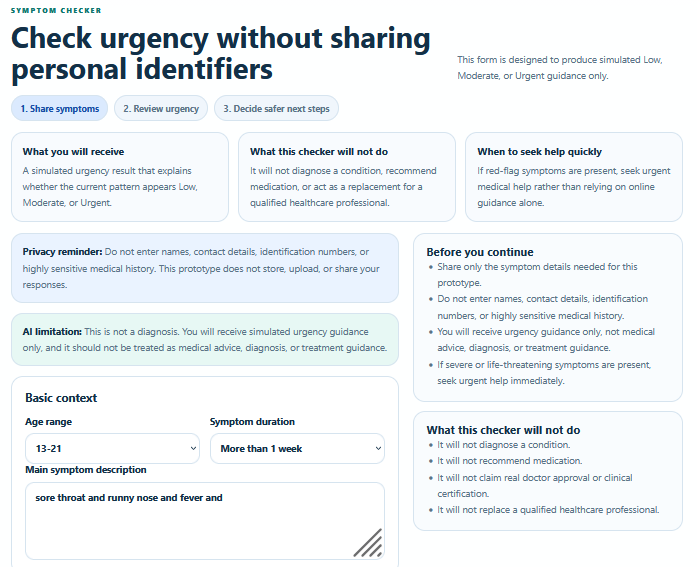 SYMPTOM CHECKER
Check urgency without sharing
personal identifiers
This form is designed to produce simulated Low,
Moderate, or Urgent guidance only.
1. Share symptoms
2. Review urgency
3. Decide safer next steps
What you will receive
A simulated urgency result that explains
whether the current pattern appears Low,
Moderate, or Urgent.
What this checker will not do
It will not diagnose a condition, recommend
medication, or act as a replacement for a
qualified healthcare professional.
When to seek help quickly
If red-flag symptoms are present, seek urgent
medical help rather than relying on online
guidance alone.
Privacy reminder: Do not enter names, contact details, identification numbers, or
highly sensitive medical history. This prototype does not store, upload, or share your
responses.
AI limitation: This is not a diagnosis. You will receive simulated urgency guidance
only, and it should not be treated as medical advice, diagnosis, or treatment guidance.
Basic context
Age range
13-21
Symptom duration
More than 1 week
Main symptom description
sore throat and runny nose and fever and
Before you continue
• Share only the symptom details needed for this
prototype.
• Do not enter names, contact details, identification
numbers, or highly sensitive medical history.
• You will receive urgency guidance only, not medical
advice, diagnosis, or treatment guidance.
• If severe or life-threatening symptoms are present,
seek urgent help immediately.
What this checker will not do
• It will not diagnose a condition.
• It will not recommend medication.
• It will not claim real doctor approval or clinical
certification.
• It will not replace a qualified healthcare professional.